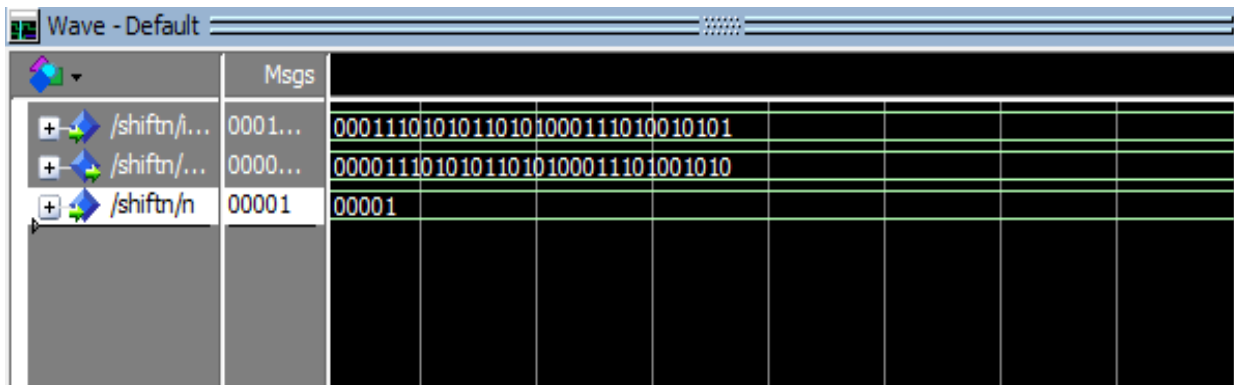 Wave - Default
Msgs
/shiftn/i... 0001... 00011101010110101000111010010101
/shiftn/... 0000... 00001110101011010100011101001010
/shiftn/n 00001 00001